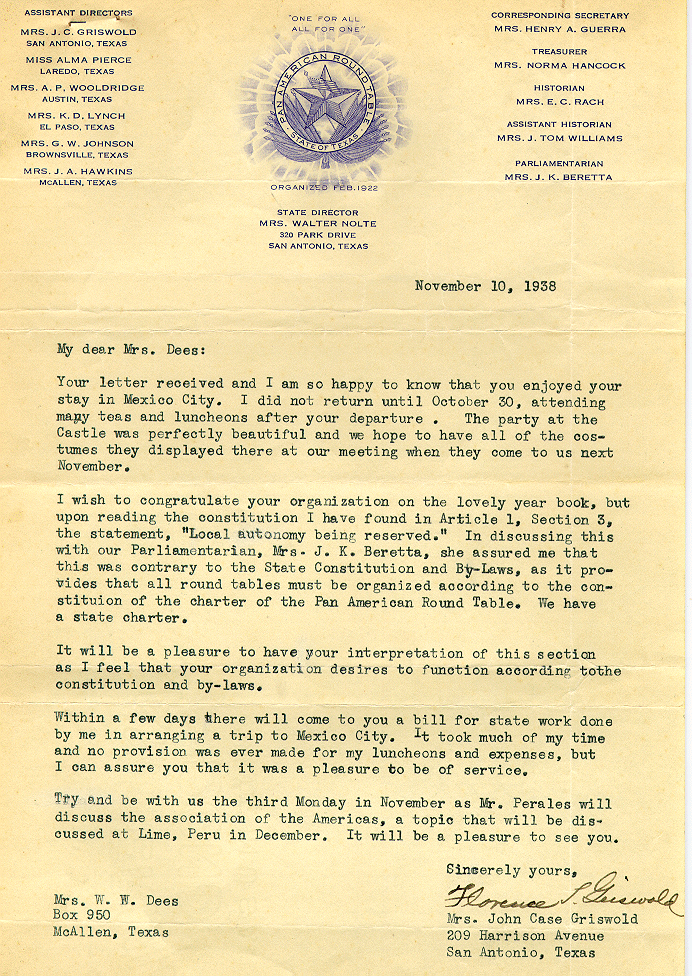 ASSISTANT DIRECTORS
MRS. J. C. GRISWOLD
SAN ANTONIO, TEXAS
MISS ALMA PIERCE
LAREDO, TEXAS
MRS. A. P. WOOLDRIDGE
AUSTIN, TEXAS
MRS. K. D. LYNCH
EL PASO, TEXAS
MRS. G. W. JOHNSON
BROWNSVILLE, TEXAS
MRS. J. A. HAWKINS
MCALLEN, TEXAS
"ONE FOR ALL
ALL FOR ONE"
PAN AMERICAN ROUND TABLE
STATE OF TEXAS
ORGANIZED FEB. 1922
STATE DIRECTOR
MRS. WALTER NOLTE
320 PARK DRIVE
SAN ANTONIO, TEXAS
CORRESPONDING SECRETARY
MRS. HENRY A. GUERRA
TREASURER
MRS. NORMA HANCOCK
HISTORIAN
MRS. E. C. RACH
ASSISTANT HISTORIAN
MRS. J. TOM WILLIAMS
PARLIAMENTARIAN
MRS. J. K. BERETTA
November 10, 1938
My dear Mrs. Dees:
Your letter received and I am so happy to know that you enjoyed your
stay in Mexico City.  I did not return until October 30, attending
many teas and luncheons after your departure .   The party at the
Castle was perfectly beautiful and we hope to have all of the cos-
tumes they displayed there at our meeting when they come to us next
November.
I wish to congratulate your organization on the lovely year book, but
upon reading the constitution I have found in Article 1, Section 3,
the statement, "Local autonomy being reserved."  In discussing this
with our Parliamentarian, Mrs. J. K. Beretta, she assured me that
this was contrary to the State Constitution and By-Laws, as it pro-
vides that all round tables must be organized according to the con-
stituion of the charter of the Pan American Round Table.  We have
a state charter.
It will be a pleasure to have your interpretation of this section
as I feel that your organization desires to function according tothe
constitution and by-laws.
Within a few days there will come to you a bill for state work done
by me in arranging a trip to Mexico City.  It took much of my time
and no provision was ever made for my luncheons and expenses, but
I can assure you that it was a pleasure to be of service.
Try and be with us the third Monday in November as Mr. Perales will
discuss the association of the Americas, a topic that will be dis-
cussed at Lime, Peru in December.  It will be a pleasure to see you.
Sincerely yours,
Florence T. Griswold
Mrs. John Case Griswold
209 Harrison Avenue
San Antonio, Texas
Mrs. W. W. Dees
Box 950
McAllen, Texas